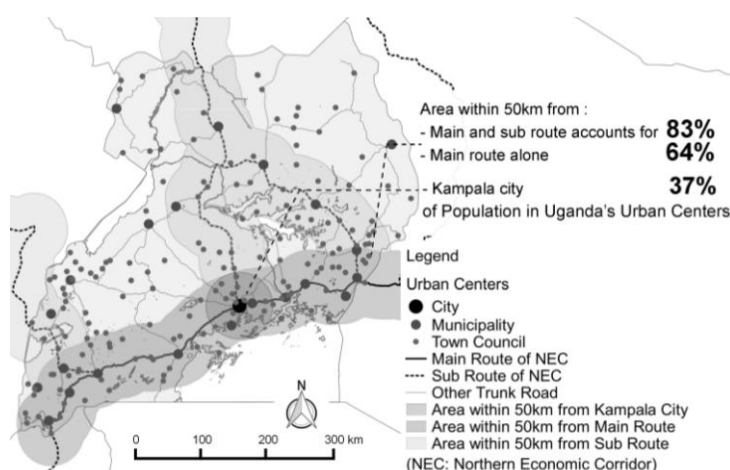 Area within 50km from :
- Main and sub route accounts for 83%
- Main route alone 64%
- Kampala city 37%
of Population in Uganda's Urban Centers
Legend
Urban Centers
City
Municipality
Town Council
Main Route of NEC
Sub Route of NEC
Other Trunk Road
Area within 50km from Kampala City
Area within 50km from Main Route
Area within 50km from Sub Route
(NEC: Northern Economic Corridor)
N
0 100 200 300 km